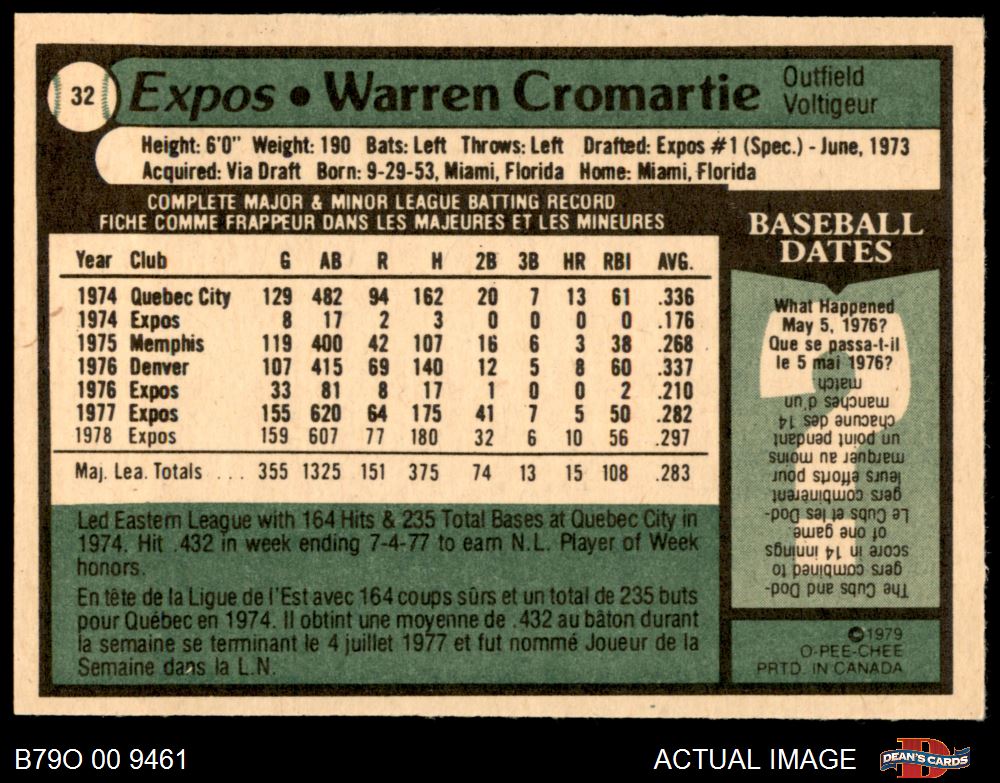 32
Expos • Warren Cromartie
Outfield
Voltigeur
Height: 6'0" Weight: 190 Bats: Left Throws: Left Drafted: Expos #1 (Spec.) - June, 1973
Acquired: Via Draft Born: 9-29-53, Miami, Florida Home: Miami, Florida
COMPLETE MAJOR & MINOR LEAGUE BATTING RECORD
FICHE COMME FRAPPEUR DANS LES MAJEURES ET LES MINEURES
Year Club G AB R H 2B 3B HR RBI AVG.
1974 Quebec City 129 482 94 162 20 7 13 61 .336
1974 Expos 8 17 2 3 0 0 0 0 .176
1975 Memphis 119 400 42 107 16 6 3 38 .268
1976 Denver 107 415 69 140 12 5 8 60 .337
1976 Expos 33 81 8 17 1 0 0 2 .210
1977 Expos 155 620 64 175 41 7 5 50 .282
1978 Expos 159 607 77 180 32 6 10 56 .297
Maj. Lea. Totals ... 355 1325 151 375 74 13 15 108 .283
Led Eastern League with 164 Hits & 235 Total Bases at Quebec City in
1974. Hit .432 in week ending 7-4-77 to earn N.L. Player of Week
honors.
En tête de la Ligue de l'Est avec 164 coups sûrs et un total de 235 buts
pour Québec en 1974. Il obtint une moyenne de .432 au bâton durant
la semaine se terminant le 4 juillet 1977 et fut nommé Joueur de la
Semaine dans la L.N.
BASEBALL
DATES
What Happened
May 5, 1976?
Que se passa-t-il
le 5 mai 1976?
The Cubs and Dod-
gers combined to
score in 14 innings
of one game.
Le Cubs et les Dod-
gers combinèrent
leurs efforts pour
marquer au moins
un point pendant
chacune des 14
manches d'un
match
©1979
O-PEE-CHEE
PRTD. IN CANADA
B79O 00 9461
ACTUAL IMAGE
DEAN'S CARDS